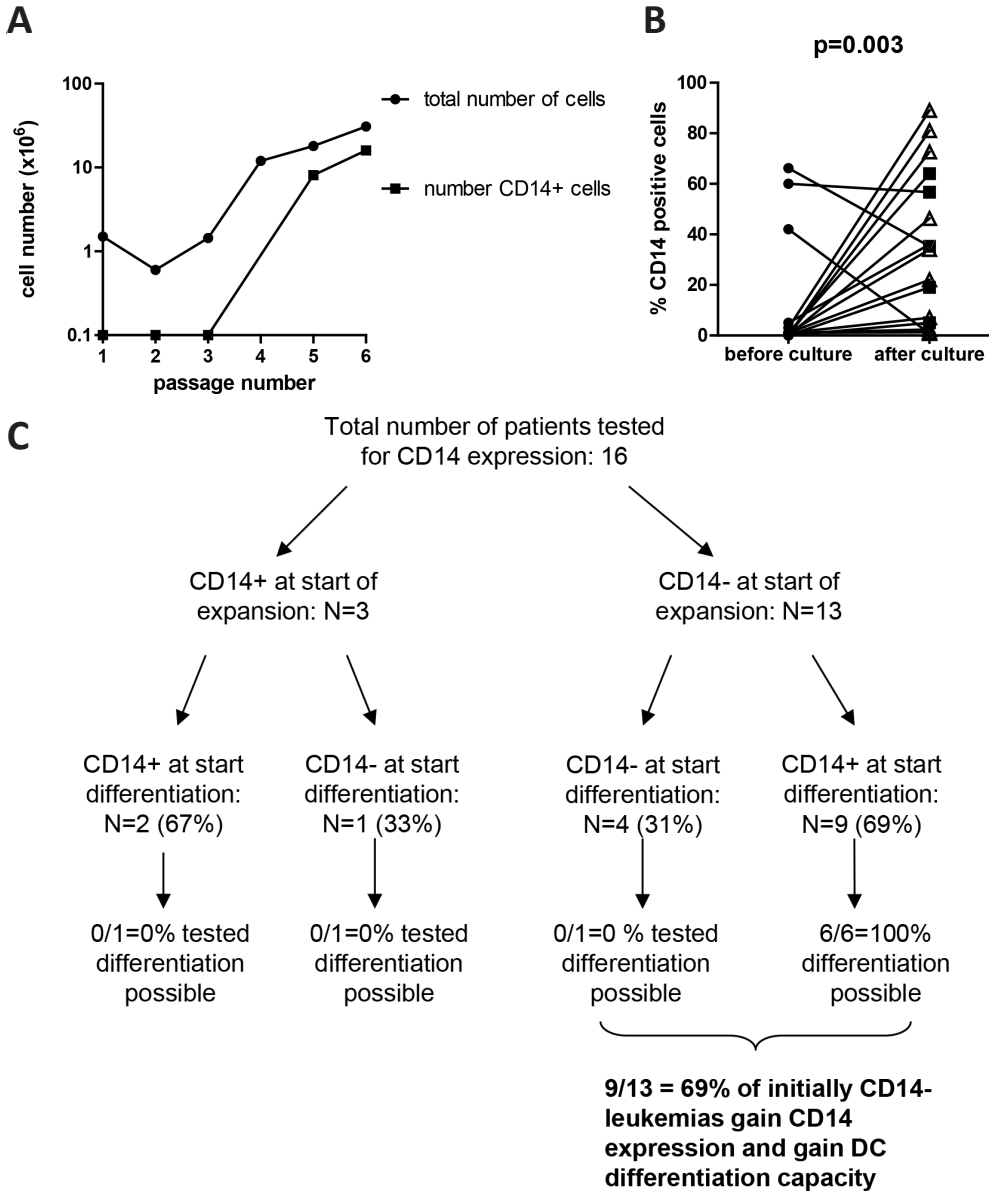 A
100
10
1
0.1
cell number (x10⁶)
1 2 3 4 5 6
passage number
total number of cells
number CD14+ cells
B
p=0.003
100
80
60
40
20
0
% CD14 positive cells
before culture after culture
C
Total number of patients tested
for CD14 expression: 16
CD14+ at start of
expansion: N=3
CD14- at start of
expansion: N=13
CD14+ at start
differentiation:
N=2 (67%)
CD14- at start
differentiation:
N=1 (33%)
CD14- at start
differentiation:
N=4 (31%)
CD14+ at start
differentiation:
N=9 (69%)
0/1=0% tested
differentiation
possible
0/1=0% tested
differentiation
possible
0/1=0 % tested
differentiation
possible
6/6=100%
differentiation
possible
9/13 = 69% of initially CD14-
leukemias gain CD14
expression and gain DC
differentiation capacity